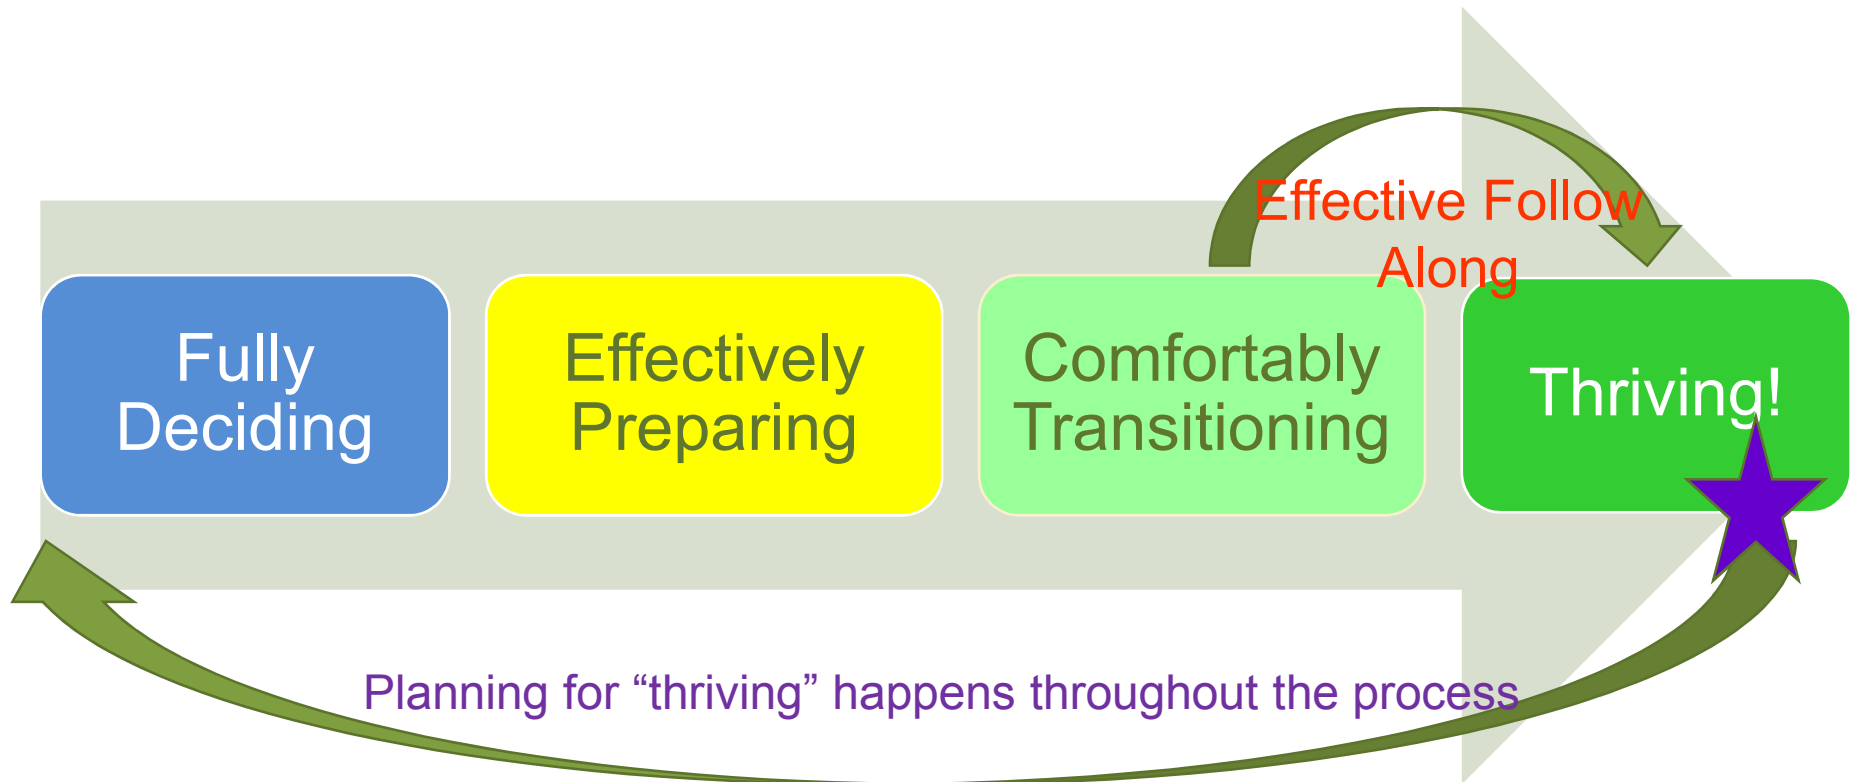 Effective Follow
Along
Fully
Deciding
Effectively
Preparing
Comfortably
Transitioning
Thriving!
Planning for “thriving” happens throughout the process